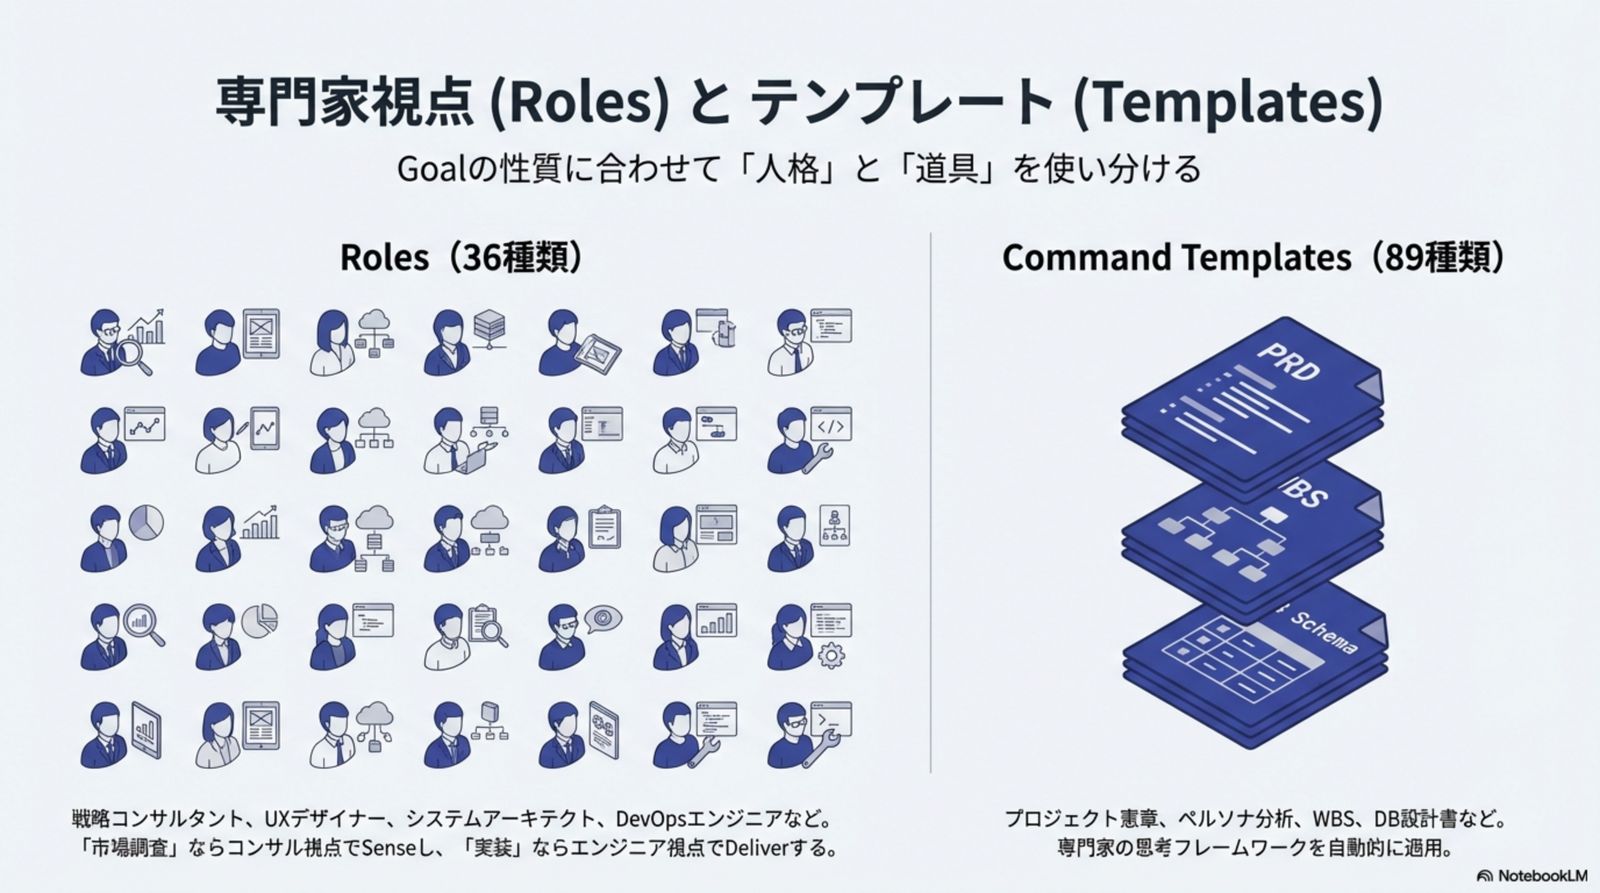 専門家視点 (Roles) と テンプレート (Templates)
Goalの性質に合わせて「人格」と「道具」を使い分ける
Roles（36種類）
戦略コンサルタント、UXデザイナー、システムアーキテクト、DevOpsエンジニアなど。
「市場調査」ならコンサル視点でSenseし、「実装」ならエンジニア視点でDeliverする。
Command Templates（89種類）
PRD
Schema
プロジェクト憲章、ペルソナ分析、WBS、DB設計書など。
専門家の思考フレームワークを自動的に適用。
NotebookLM